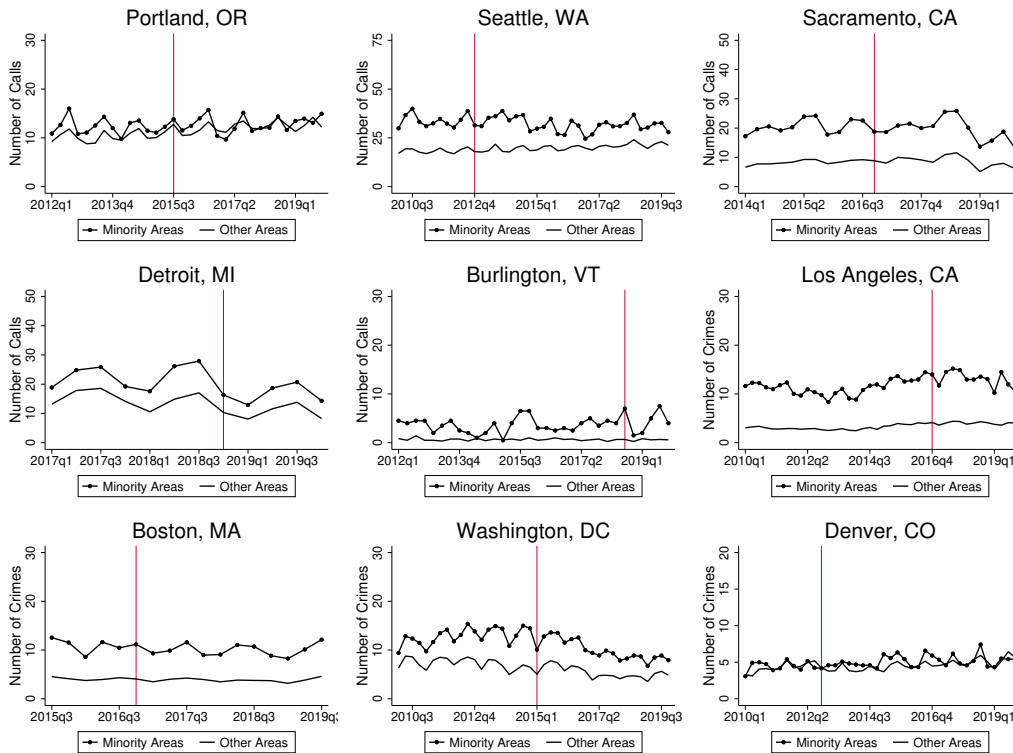 Portland, OR
Number of Calls
30
20
10
0
2012q1 2013q4 2015q3 2017q2 2019q1
Minority Areas Other Areas
Seattle, WA
Number of Calls
75
50
25
0
2010q3 2012q4 2015q1 2017q2 2019q3
Minority Areas Other Areas
Sacramento, CA
Number of Calls
50
40
30
20
10
0
2014q1 2015q2 2016q3 2017q4 2019q1
Minority Areas Other Areas
Detroit, MI
Number of Calls
50
40
30
20
10
0
2017q1 2017q3 2018q1 2018q3 2019q1 2019q3
Minority Areas Other Areas
Burlington, VT
Number of Calls
30
20
10
0
2012q1 2013q4 2015q3 2017q2 2019q1
Minority Areas Other Areas
Los Angeles, CA
Number of Crimes
30
20
10
0
2010q1 2012q2 2014q3 2016q4 2019q1
Minority Areas Other Areas
Boston, MA
Number of Crimes
30
20
10
0
2015q3 2016q3 2017q3 2018q3 2019q3
Minority Areas Other Areas
Washington, DC
Number of Crimes
30
20
10
0
2010q3 2012q4 2015q1 2017q2 2019q3
Minority Areas Other Areas
Denver, CO
Number of Crimes
20
15
10
5
0
2010q1 2012q2 2014q3 2016q4 2019q1
Minority Areas Other Areas